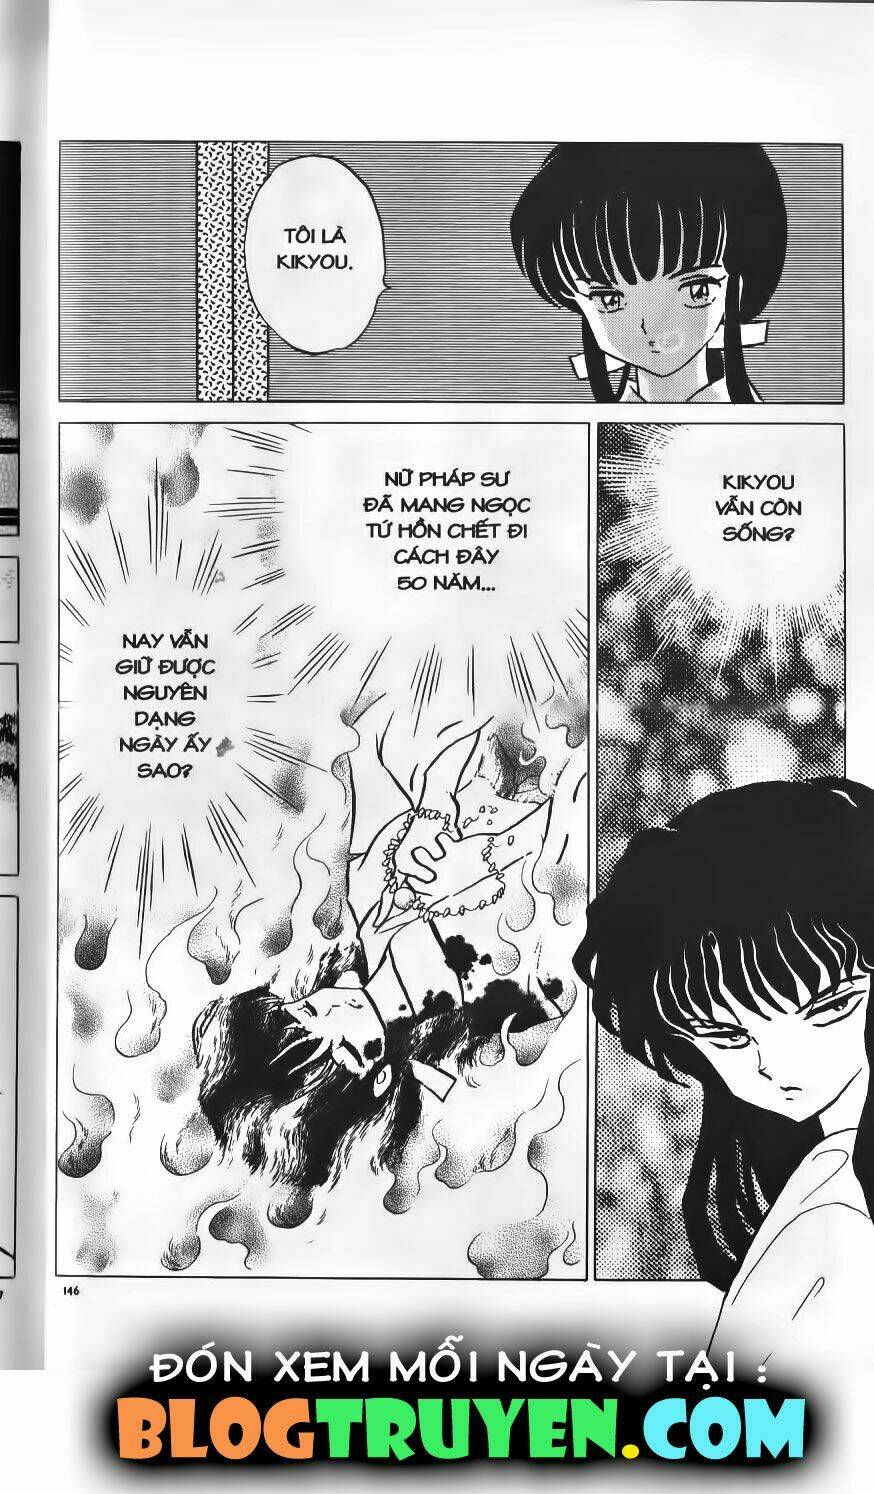 TÔI LÀ
KIKYOU.
KIKYOU
VẪN CÒN
SỐNG?
NỮ PHÁP SƯ
ĐÃ MANG NGỌC
TỨ HỒN CHẾT ĐI
CÁCH ĐÂY
50 NĂM...
NAY VẪN
GIỮ ĐƯỢC
NGUYÊN
DẠNG
NGÀY ẤY
SAO?
146
ĐÓN XEM MỖI NGÀY TẠI :
BLOGTRUYEN.COM